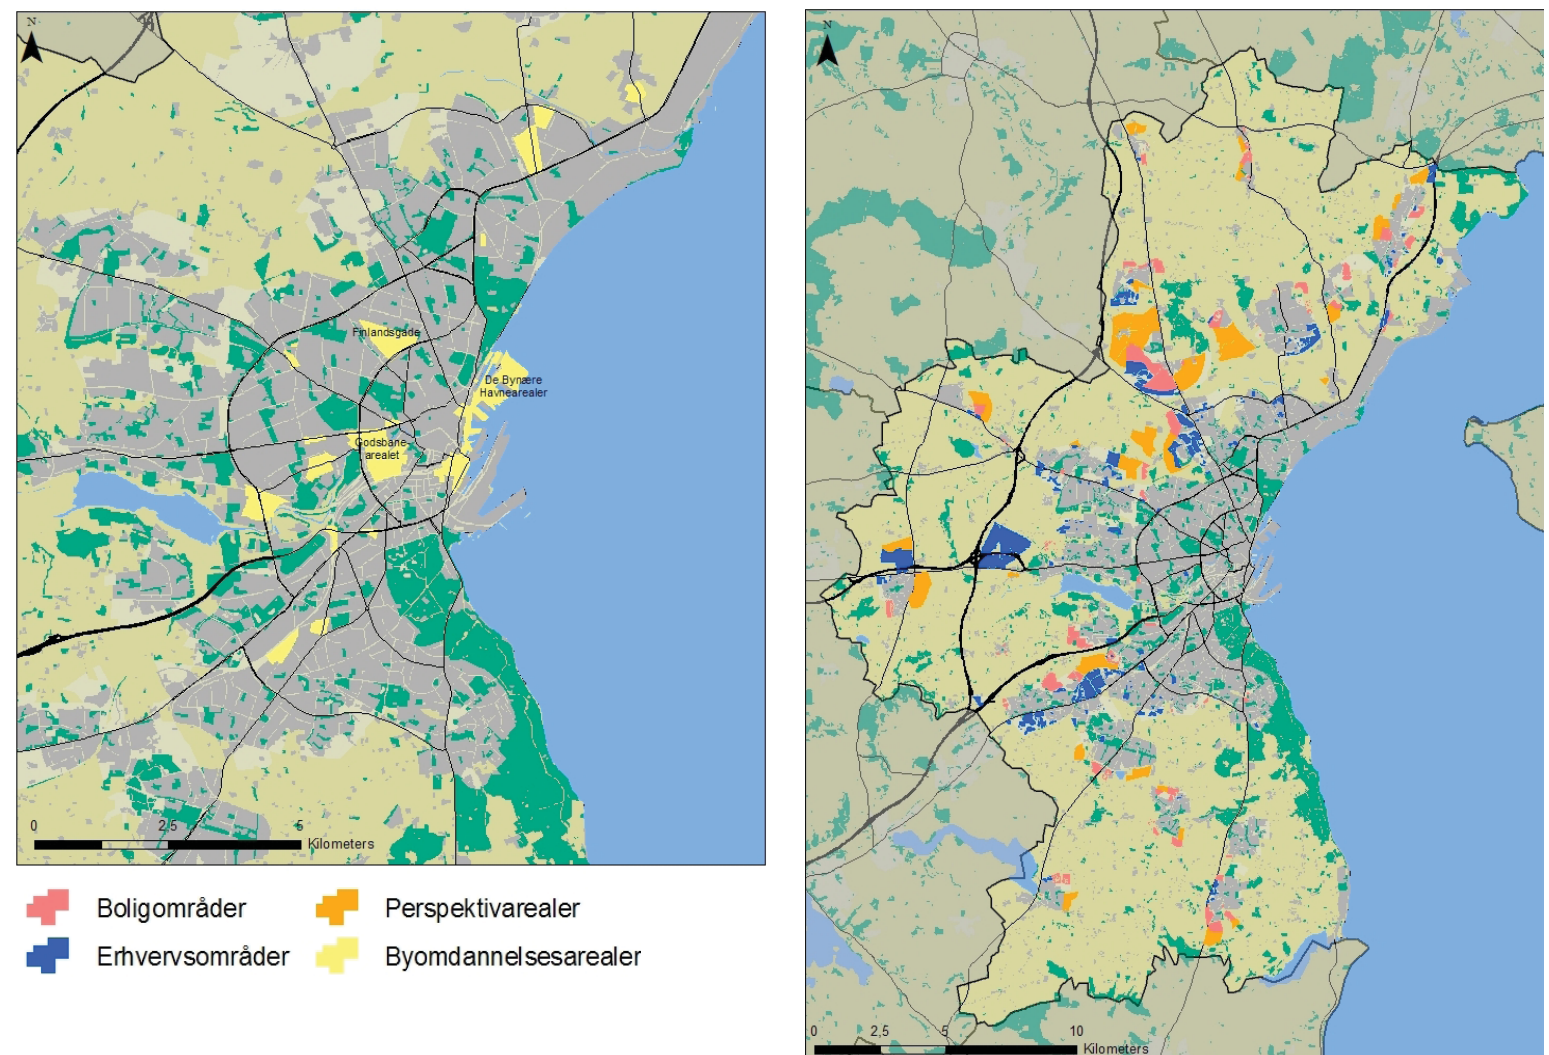 N
Finlandsgade
De Bynære
Havnearealer
Godsbane-
arealet
0 2,5 5
Kilometers
Boligområder
Perspektivarealer
Erhvervsområder
Byomdannelsesarealer
N
0 2,5 5 10
Kilometers